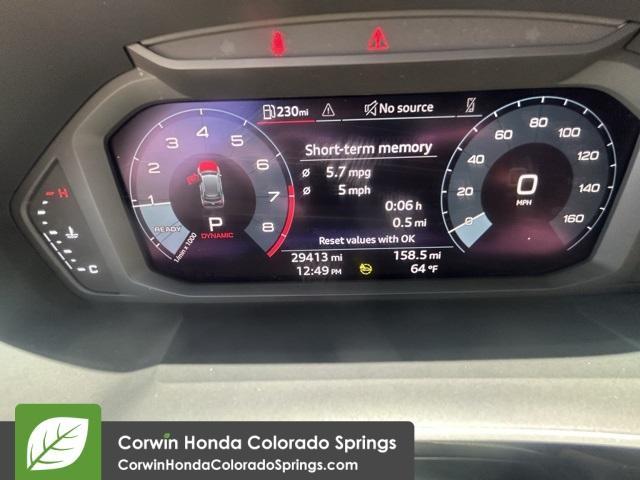 230mi
No source
Short-term memory
ø 5.7 mpg
ø 5 mph
0:06 h
0.5 mi
Reset values with OK
29413 mi
158.5 mi
12:49 PM
64 °F
1 2 3 4 5 6 7 8
READY
1/min x 1000
P
DYNAMIC
0 20 40 60 80 100 120 140 160
0
MPH
H
C
Corwin Honda Colorado Springs
CorwinHondaColoradoSprings.com